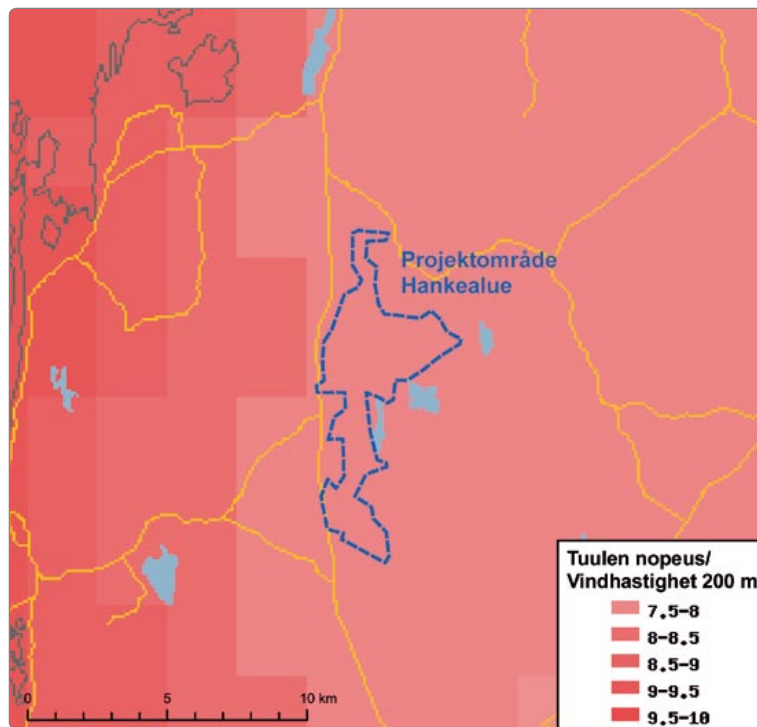 Projektområde
Hankealue
Tuulen nopeus/
Vindhastighet 200 m
7.5-8
8-8.5
8.5-9
9-9.5
9.5-10
0 5 10 km